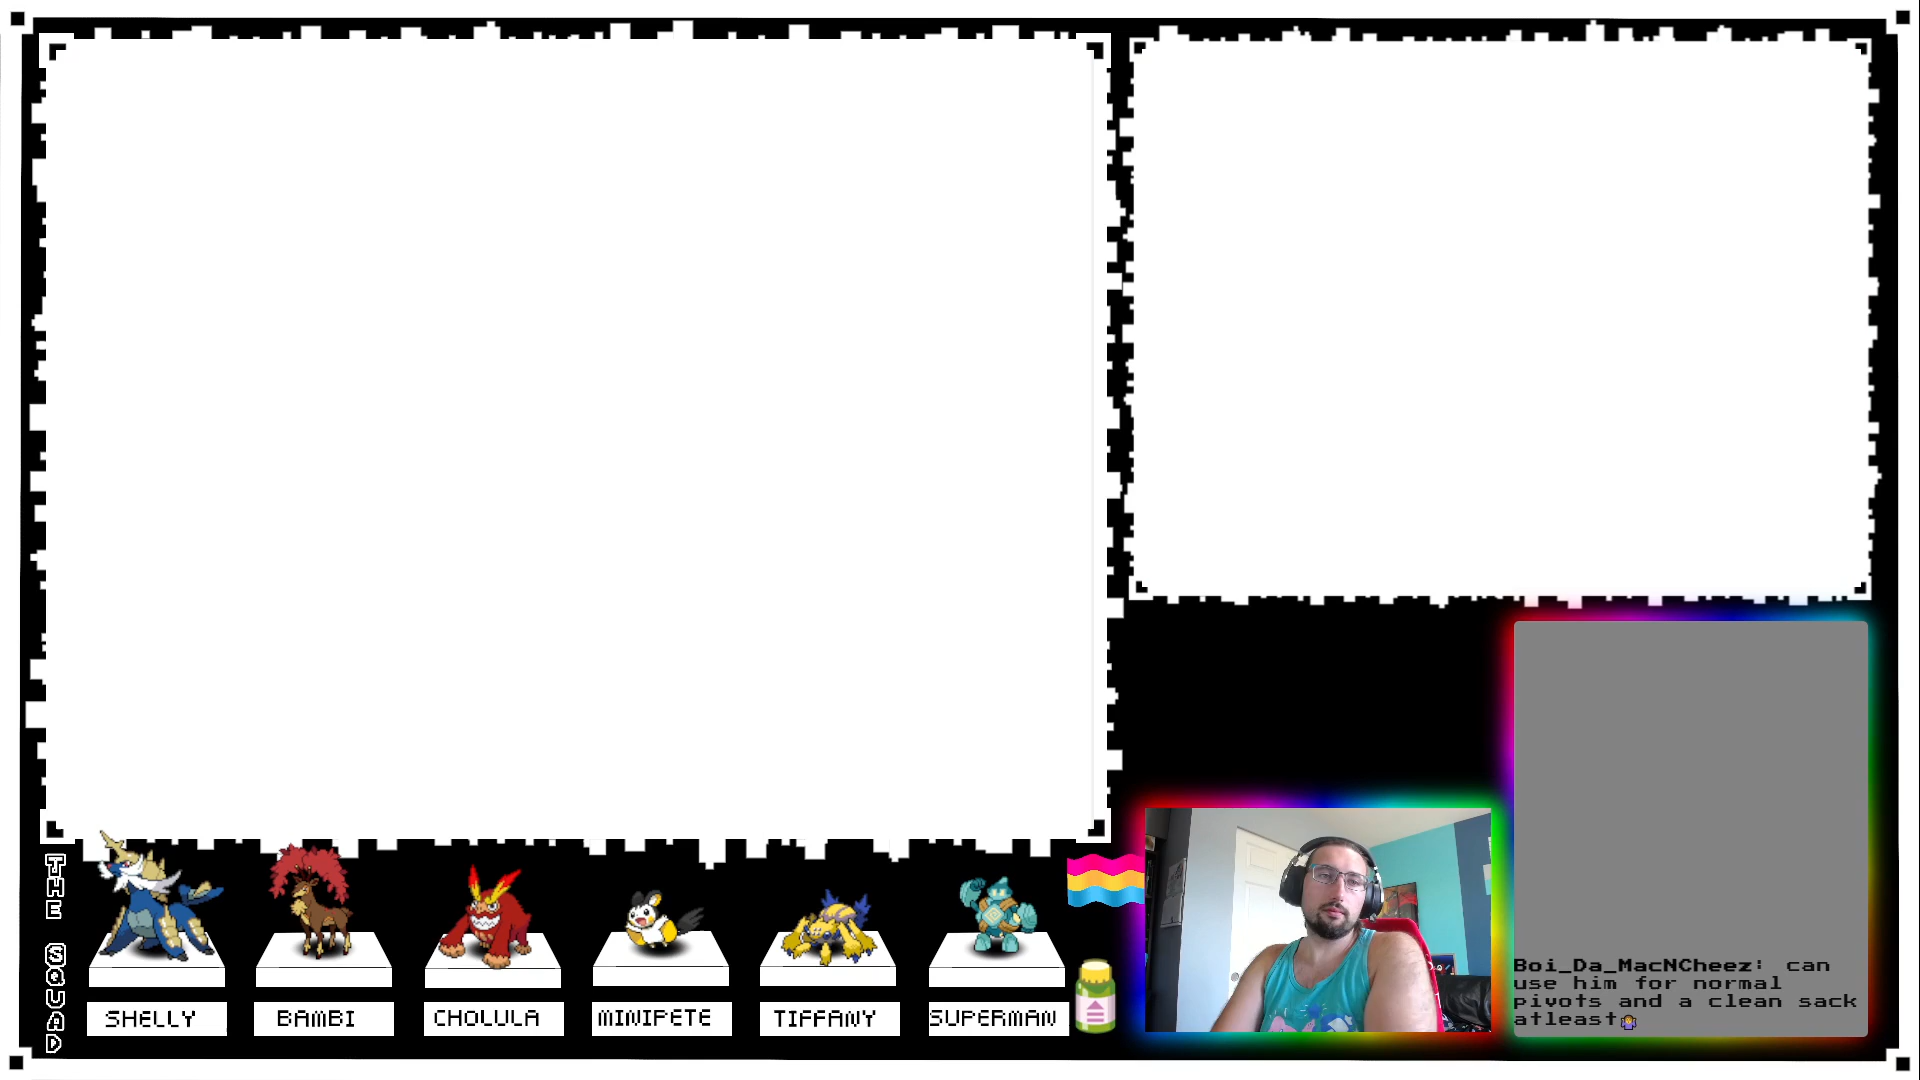 THE SQUAD
SHELLY
BAMBI
CHOLULA
MINIPETE
TIFFANY
SUPERMAN
Boi_Da_MacNCheez: can
use him for normal
pivots and a clean sack
atleast🤷